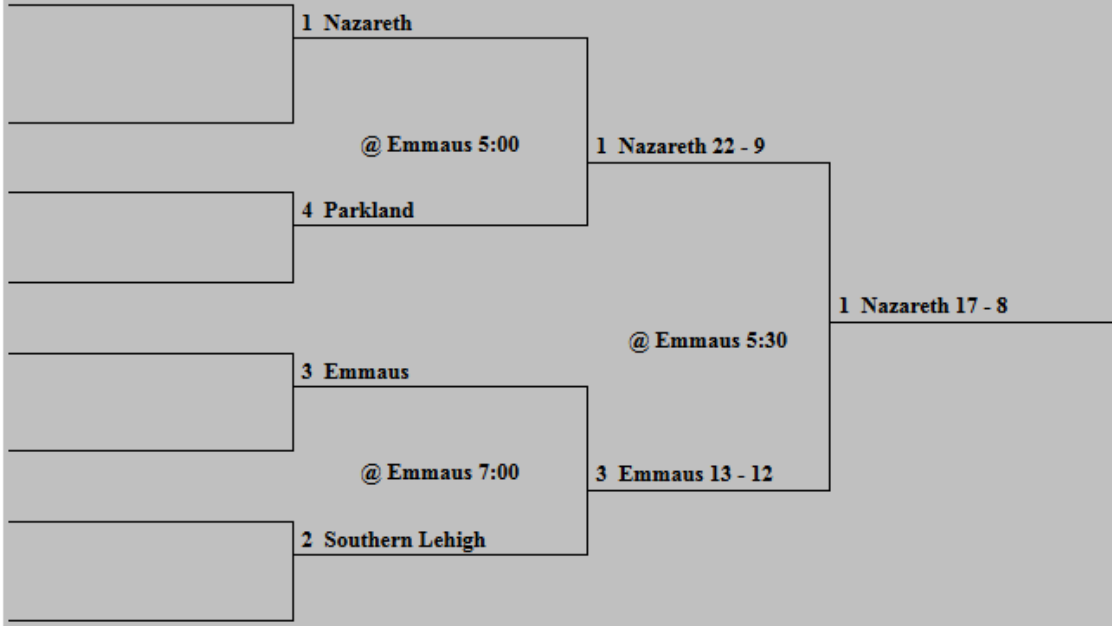 1 Nazareth
@ Emmaus 5:00
1 Nazareth 22 - 9
4 Parkland
1 Nazareth 17 - 8
@ Emmaus 5:30
3 Emmaus
@ Emmaus 7:00
3 Emmaus 13 - 12
2 Southern Lehigh